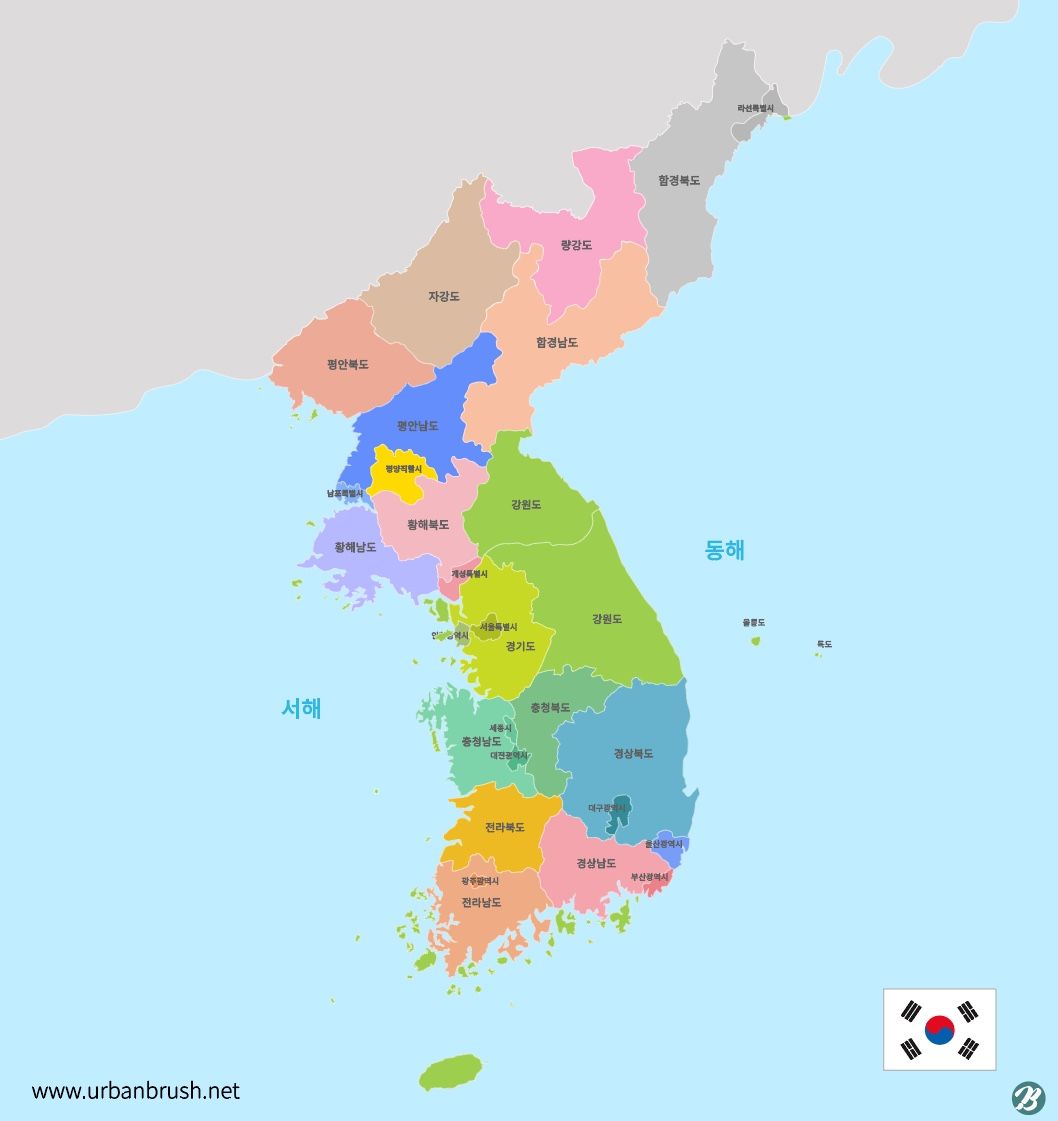 라선특별시
함경북도
량강도
자강도
함경남도
평안북도
평안남도
평양직할시
남포특별시
강원도
황해북도
황해남도
동해
개성특별시
강원도
울릉도
서울특별시
인천광역시
독도
경기도
서해
충청북도
세종시
충청남도
경상북도
대전광역시
대구광역시
전라북도
울산광역시
경상남도
부산광역시
광주광역시
전라남도
www.urbanbrush.net
B